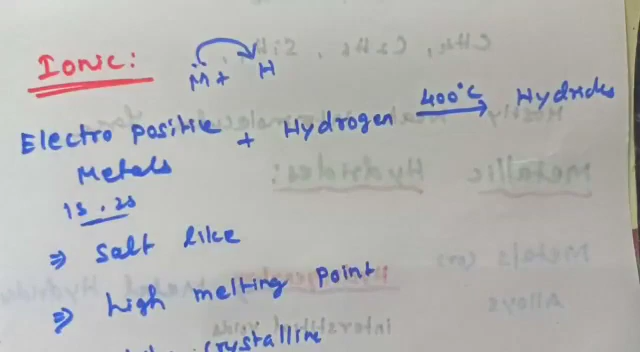 Ionic:
M + H
Electro positive + Hydrogen 400°C → Hydrides
Metals
1s, 2s
⇒ Salt like
⇒ high melting point
crystalline